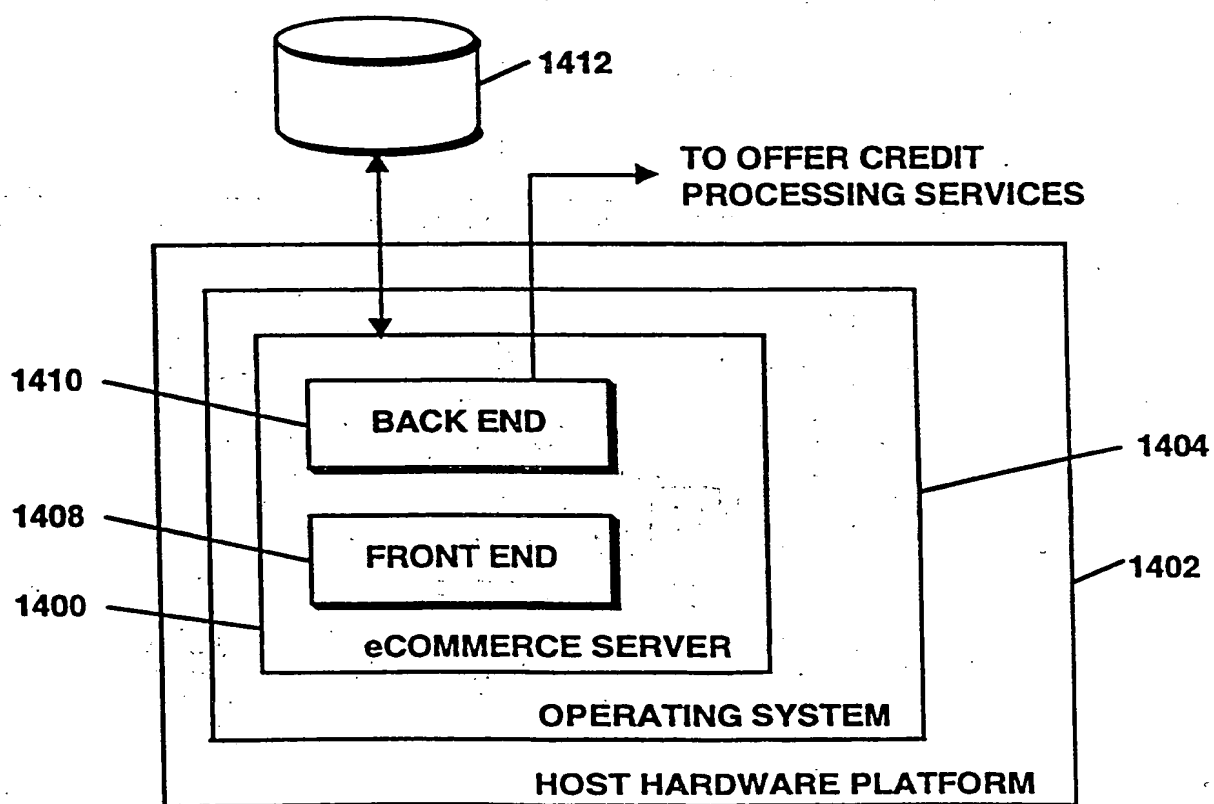 1412
TO OFFER CREDIT
PROCESSING SERVICES
1410
BACK END
1404
1408
FRONT END
1402
1400
eCOMMERCE SERVER
OPERATING SYSTEM
HOST HARDWARE PLATFORM